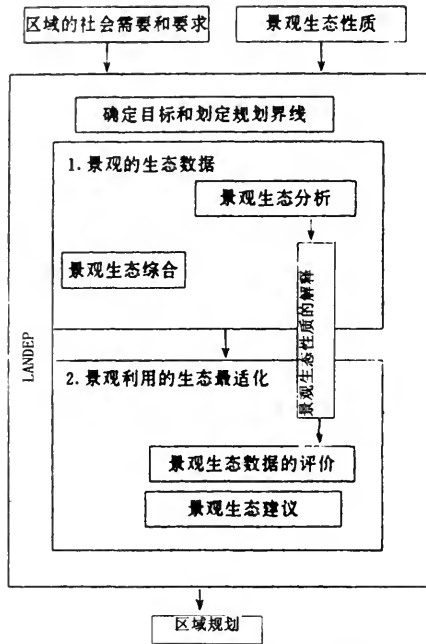 区域的社会需要和要求
景观生态性质
确定目标和划定规划界线
1.景观的生态数据
景观生态分析
景观生态综合
景观生态性质的解释
LANDEP
2.景观利用的生态最适化
景观生态数据的评价
景观生态建议
区域规划